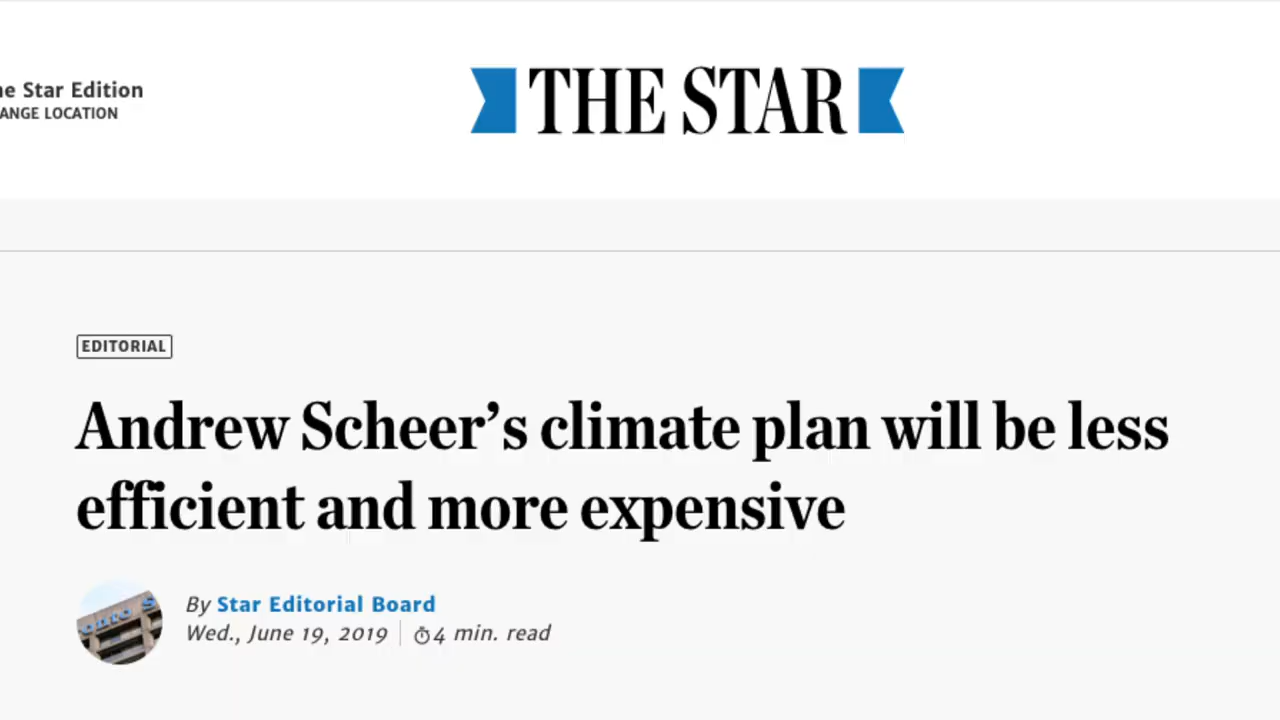 he Star Edition
ANGE LOCATION
THE STAR
EDITORIAL
Andrew Scheer’s climate plan will be less
efficient and more expensive
By Star Editorial Board
Wed., June 19, 2019 4 min. read